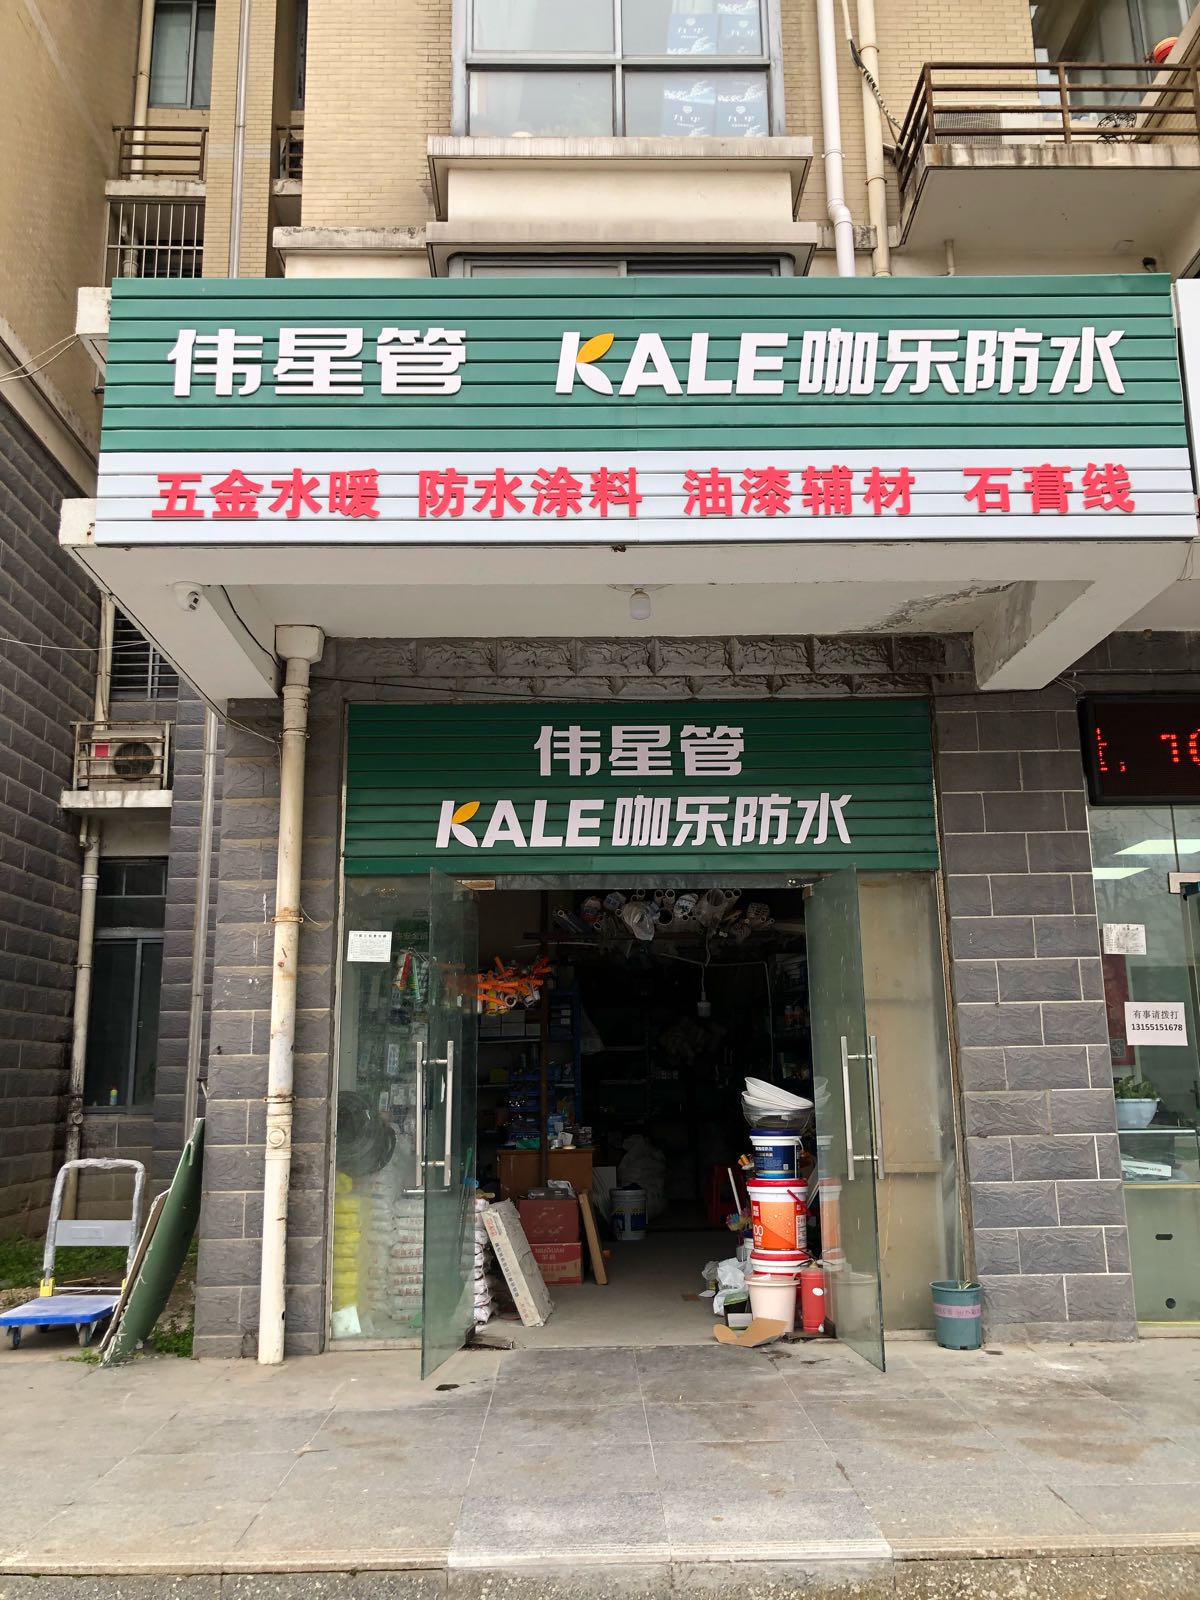 伟星管 KALE咖乐防水
五金水暖 防水涂料 油漆辅材 石膏线
伟星管
KALE咖乐防水
有事请拨打
13155151678